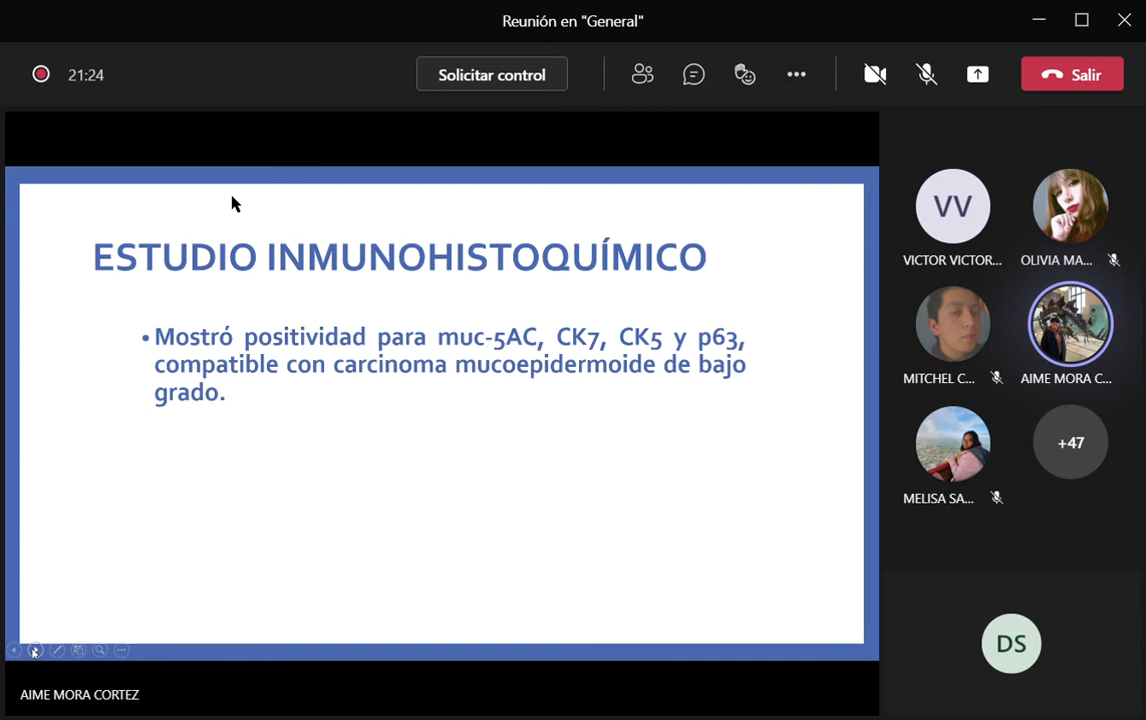 Reunión en "General"
21:24
Solicitar control
Salir
ESTUDIO INMUNOHISTOQUÍMICO
• Mostró positividad para muc-5AC, CK7, CK5 y p63,
compatible con carcinoma mucoepidermoide de bajo
grado.
VV
VICTOR VICTOR...
OLIVIA MA...
MITCHEL C...
AIME MORA C...
MELISA SA...
+47
DS
AIME MORA CORTEZ